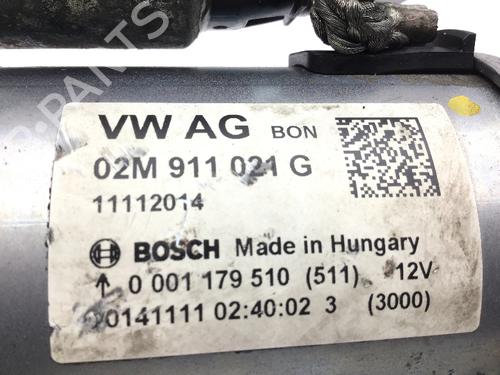 VW AG BON
02M 911 021 G
11112014
BOSCH Made in Hungary
↑ 0 001 179 510 (511) 12V
00141111 02:40:02 3 (3000)